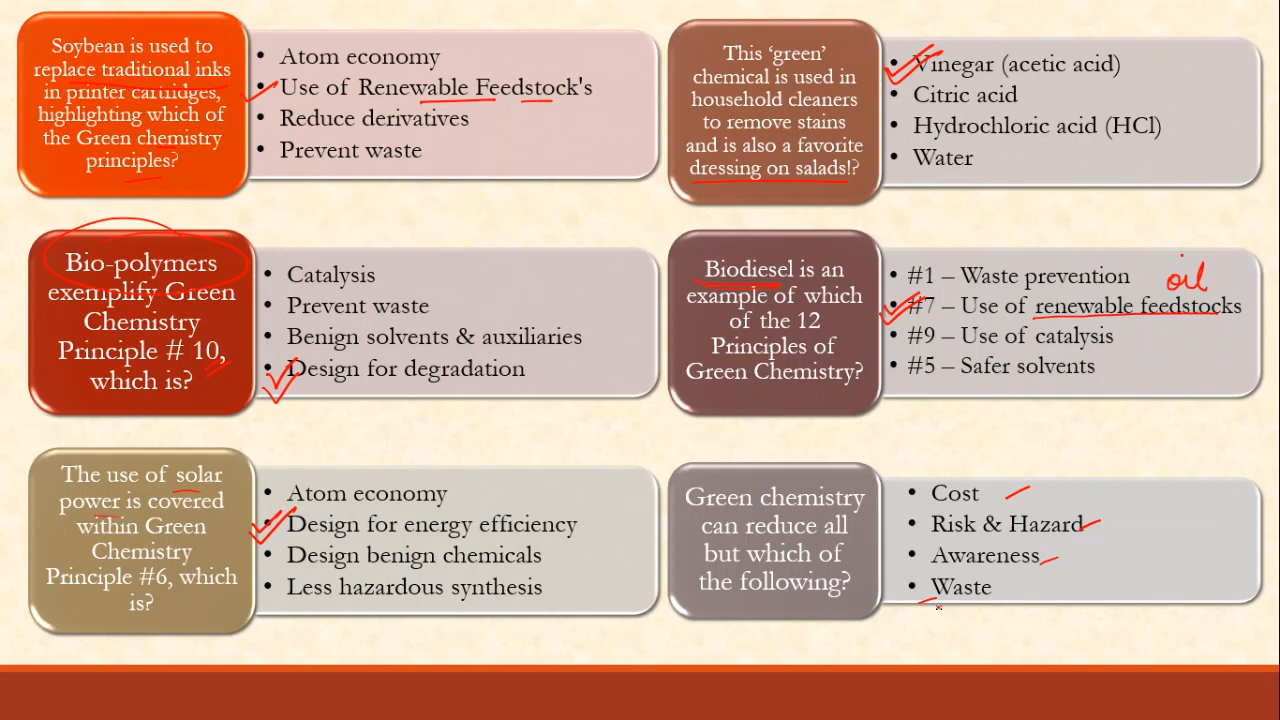 Soybean is used to
replace traditional inks
in printer cartridges,
highlighting which of
the Green chemistry
principles?
• Atom economy
• Use of Renewable Feedstock's
• Reduce derivatives
• Prevent waste
This ‘green’
chemical is used in
household cleaners
to remove stains
and is also a favorite
dressing on salads!?
• Vinegar (acetic acid)
• Citric acid
• Hydrochloric acid (HCl)
• Water
Bio-polymers
exemplify Green
Chemistry
Principle # 10,
which is?
• Catalysis
• Prevent waste
• Benign solvents & auxiliaries
• Design for degradation
Biodiesel is an
example of which
of the 12
Principles of
Green Chemistry?
• #1 – Waste prevention
oil
• #7 – Use of renewable feedstocks
• #9 – Use of catalysis
• #5 – Safer solvents
The use of solar
power is covered
within Green
Chemistry
Principle #6, which
is?
• Atom economy
• Design for energy efficiency
• Design benign chemicals
• Less hazardous synthesis
Green chemistry
can reduce all
but which of
the following?
• Cost
• Risk & Hazard
• Awareness
• Waste